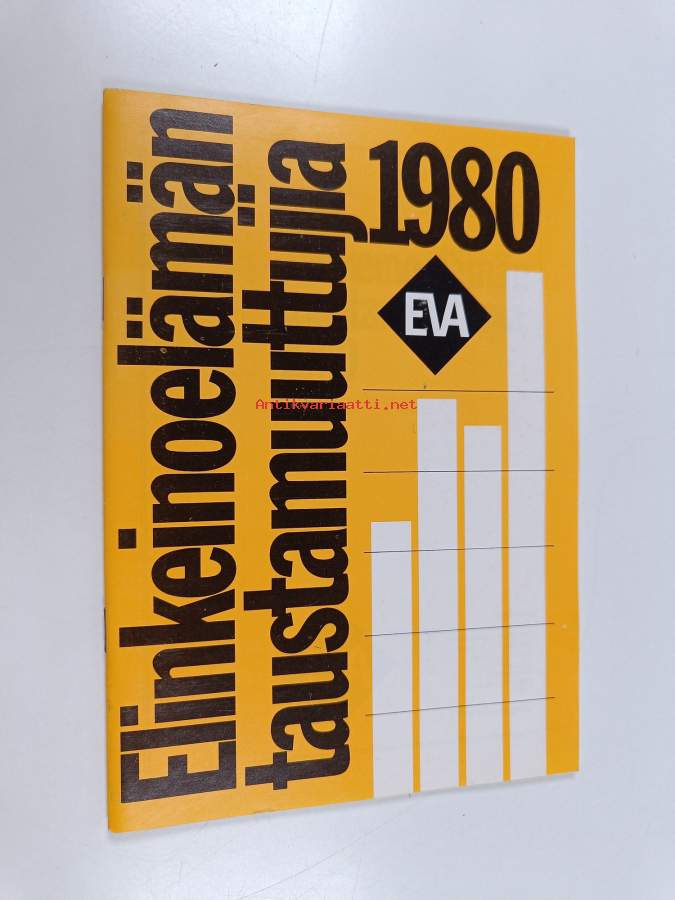 Elinkeinoelämän
taustamuuttujia
1980
EVA
Antikvariaatti.net